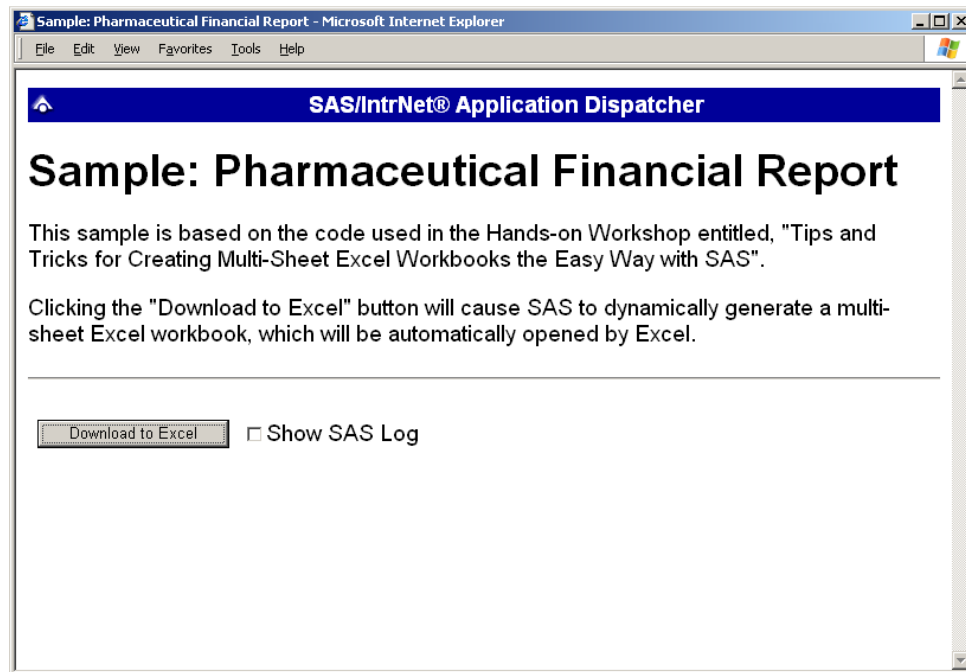 Sample: Pharmaceutical Financial Report - Microsoft Internet Explorer
File Edit View Favorites Tools Help
SAS/IntrNet® Application Dispatcher
Sample: Pharmaceutical Financial Report
This sample is based on the code used in the Hands-on Workshop entitled, "Tips and
Tricks for Creating Multi-Sheet Excel Workbooks the Easy Way with SAS".
Clicking the "Download to Excel" button will cause SAS to dynamically generate a multi-
sheet Excel workbook, which will be automatically opened by Excel.
Download to Excel Show SAS Log